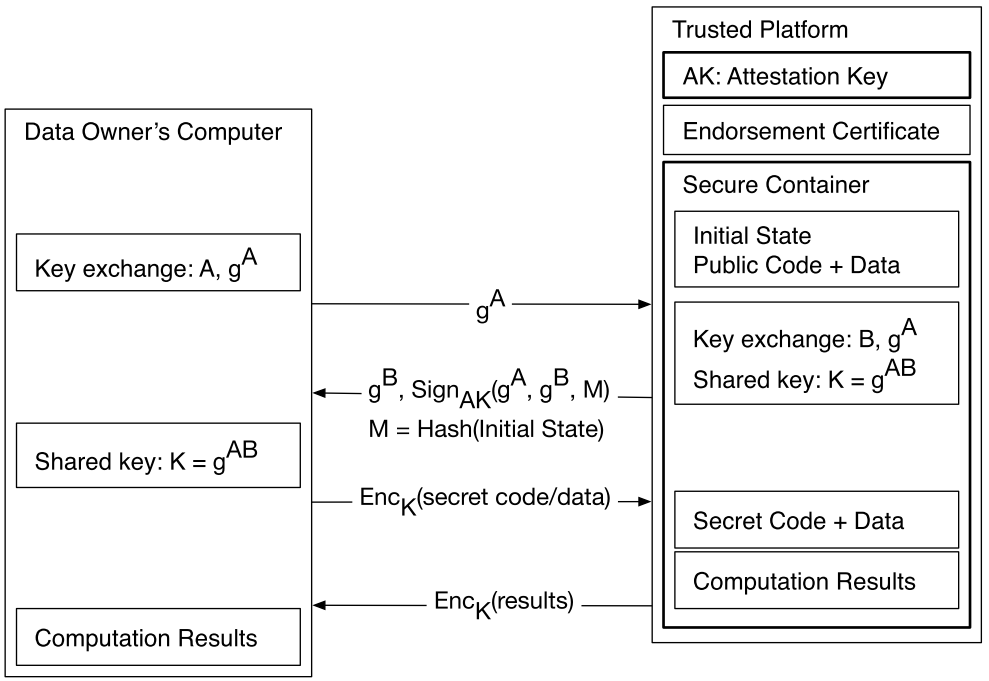 Trusted Platform
AK: Attestation Key
Endorsement Certificate
Secure Container
Initial State
Public Code + Data
Key exchange: B, g^A
Shared key: K = g^AB
Secret Code + Data
Computation Results
Data Owner's Computer
Key exchange: A, g^A
Shared key: K = g^AB
Computation Results
g^A
g^B, Sign_AK(g^A, g^B, M)
M = Hash(Initial State)
Enc_K(secret code/data)
Enc_K(results)